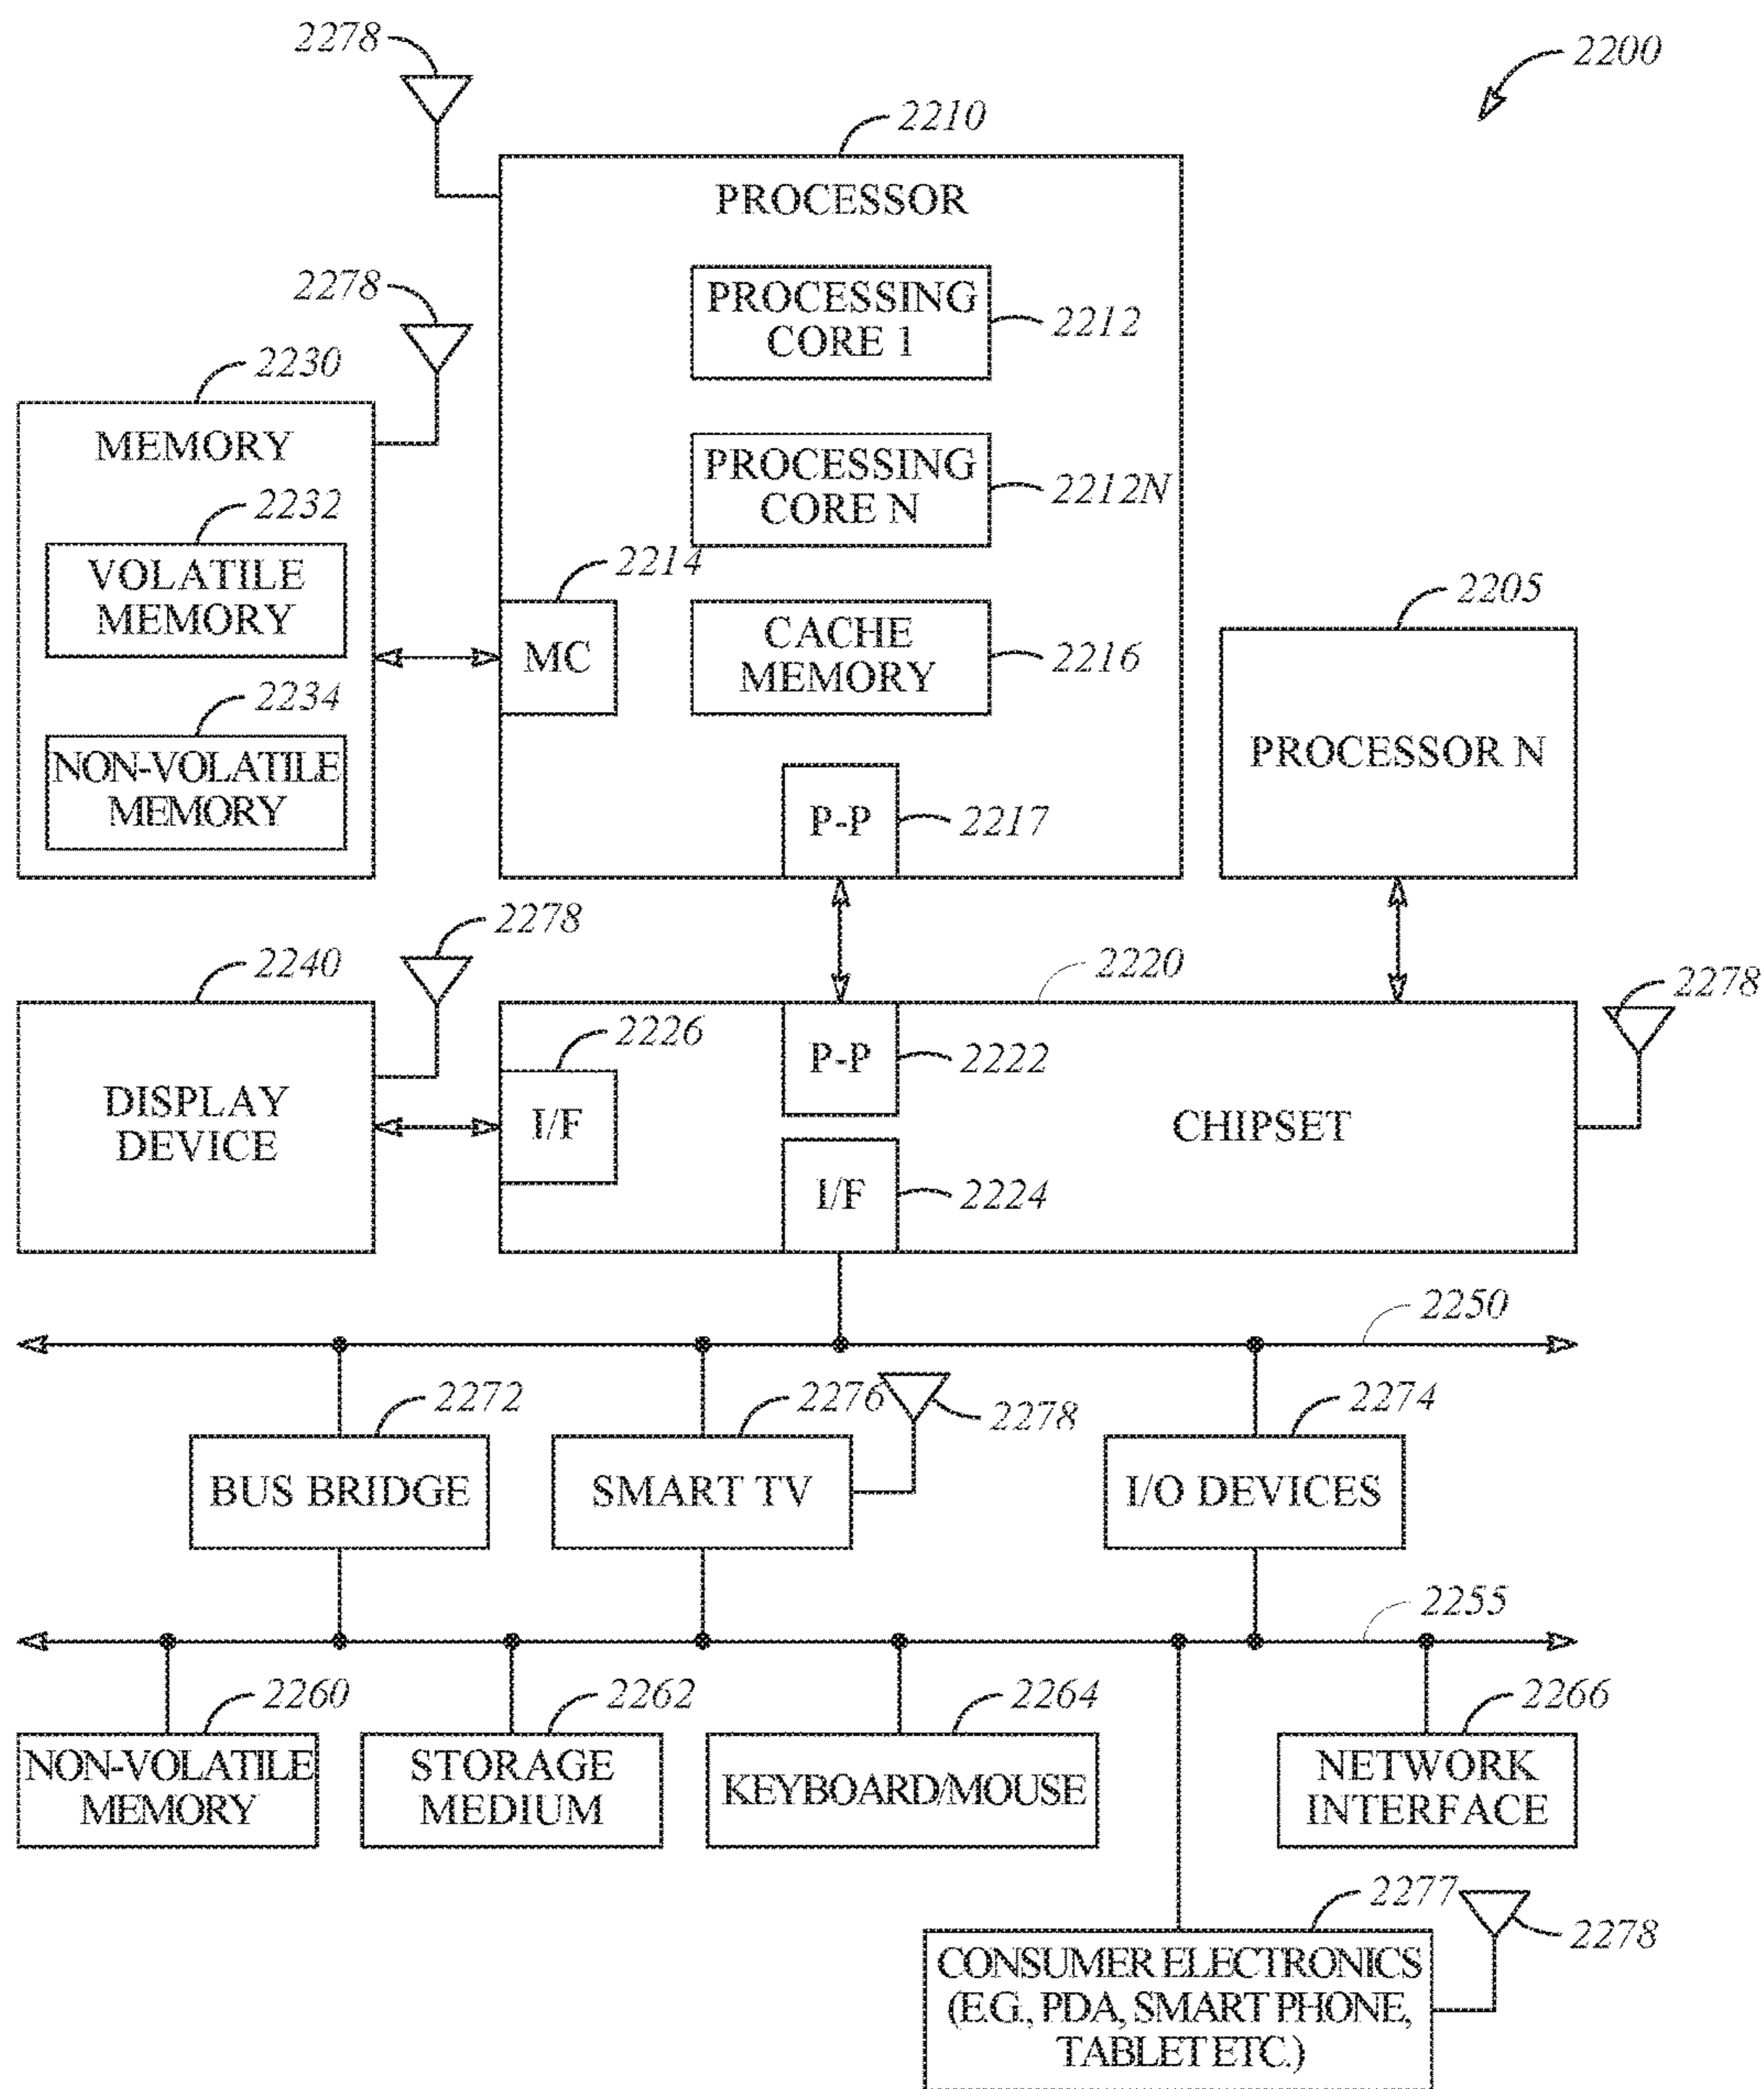 2278
2200
2210
PROCESSOR
PROCESSING
CORE 1
2212
2278
2230
MEMORY
PROCESSING
CORE N
2212N
2232
VOLATILE
MEMORY
2214
MC
CACHE
MEMORY
2216
2205
PROCESSOR N
2234
NON-VOLATILE
MEMORY
P-P
2217
2278
2240
DISPLAY
DEVICE
2220
2278
2226
I/F
P-P
2222
CHIPSET
I/F
2224
2250
2272
BUS BRIDGE
2276
SMART TV
2278
2274
I/O DEVICES
2255
2260
NON-VOLATILE
MEMORY
2262
STORAGE
MEDIUM
2264
KEYBOARD/MOUSE
2266
NETWORK
INTERFACE
2277
2278
CONSUMER ELECTRONICS
(E.G., PDA, SMART PHONE,
TABLET ETC.)